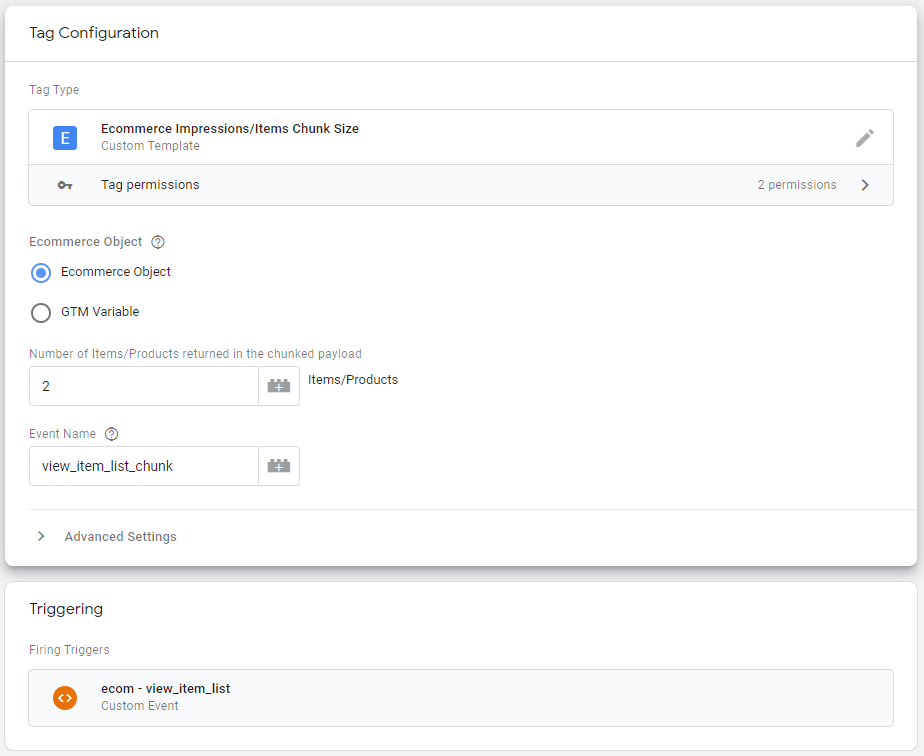 Tag Configuration
Tag Type
E
Ecommerce Impressions/Items Chunk Size
Custom Template
Tag permissions
2 permissions
Ecommerce Object
Ecommerce Object
GTM Variable
Number of Items/Products returned in the chunked payload
2
Items/Products
Event Name
view_item_list_chunk
Advanced Settings
Triggering
Firing Triggers
ecom - view_item_list
Custom Event